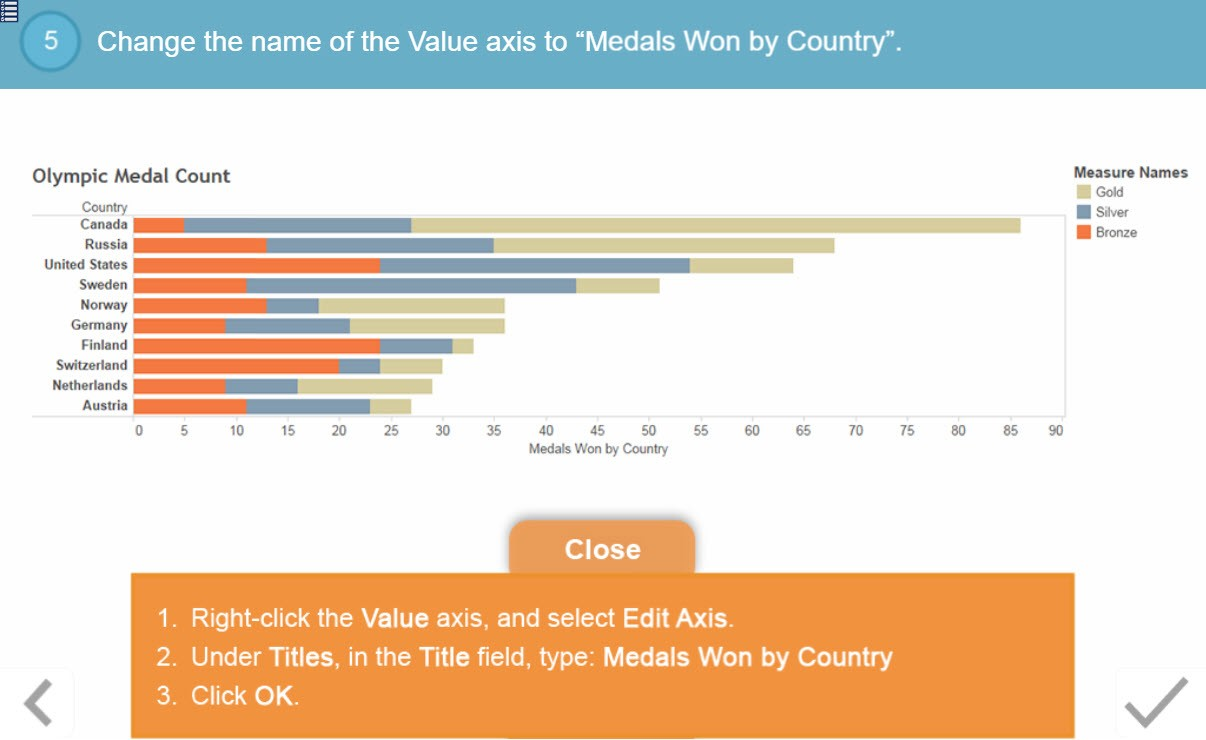 5 Change the name of the Value axis to “Medals Won by Country”.
Olympic Medal Count
Measure Names
Gold
Silver
Bronze
Country
Canada
Russia
United States
Sweden
Norway
Germany
Finland
Switzerland
Netherlands
Austria
0 5 10 15 20 25 30 35 40 45 50 55 60 65 70 75 80 85 90
Medals Won by Country
Close
1. Right-click the Value axis, and select Edit Axis.
2. Under Titles, in the Title field, type: Medals Won by Country
3. Click OK.